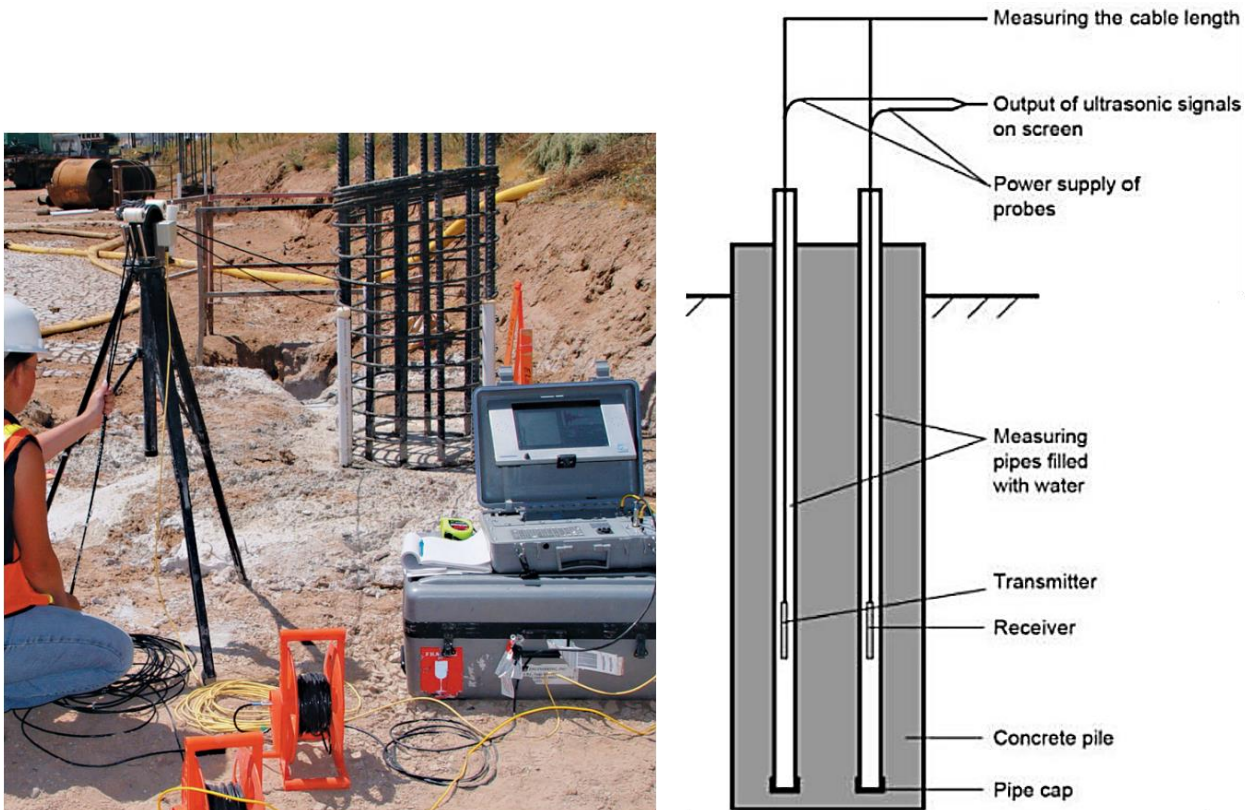 Measuring the cable length
Output of ultrasonic signals
on screen
Power supply of
probes
Measuring
pipes filled
with water
Transmitter
Receiver
Concrete pile
Pipe cap